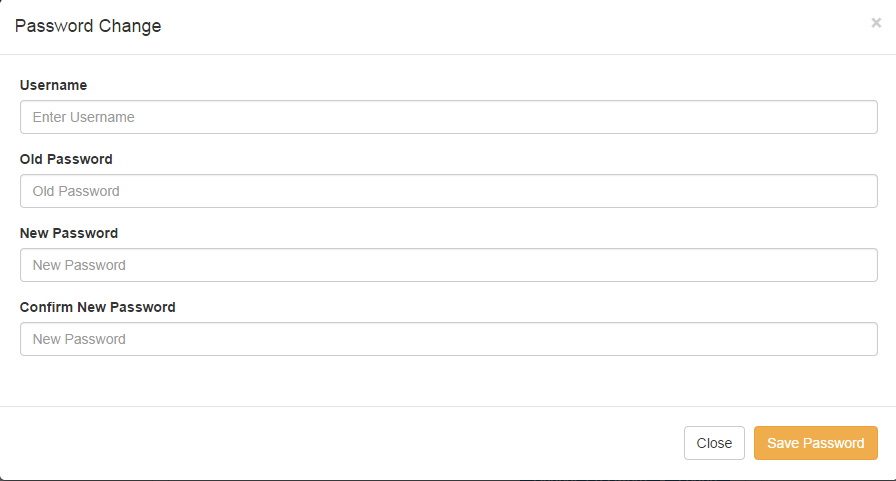 Password Change ×
Username
Enter Username
Old Password
Old Password
New Password
New Password
Confirm New Password
New Password
Close Save Password